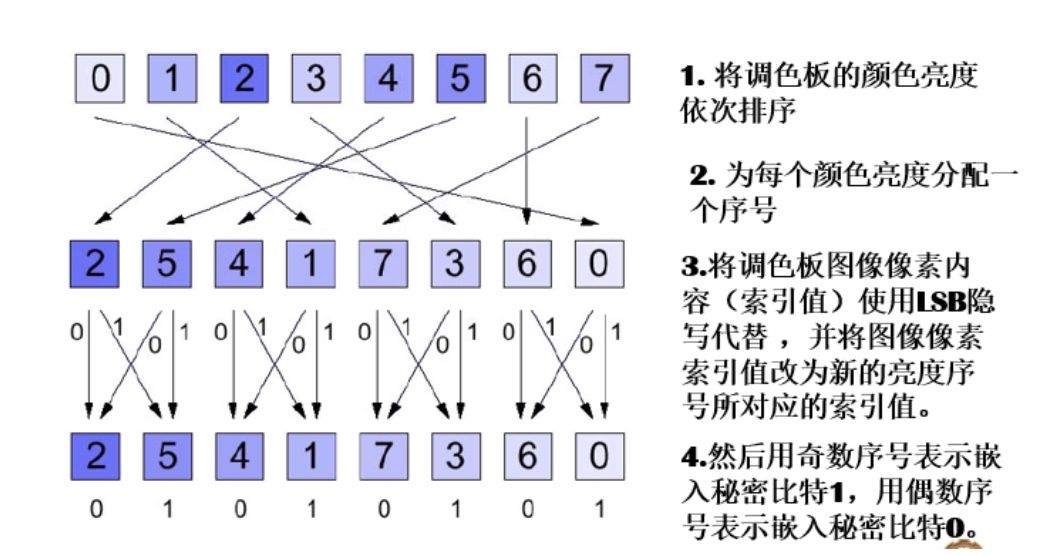 0 1 2 3 4 5 6 7
2 5 4 1 7 3 6 0
0 1 0 1 0 1 0 1 0 1 0 1 0 1 0 1
2 5 4 1 7 3 6 0
0 1 0 1 0 1 0 1
1. 将调色板的颜色亮度
依次排序
2. 为每个颜色亮度分配一
个序号
3.将调色板图像像素内
容（索引值）使用LSB隐
写代替，并将图像像素
索引值改为新的亮度序
号所对应的索引值。
4.然后用奇数序号表示嵌
入秘密比特1，用偶数序
号表示嵌入秘密比特0。